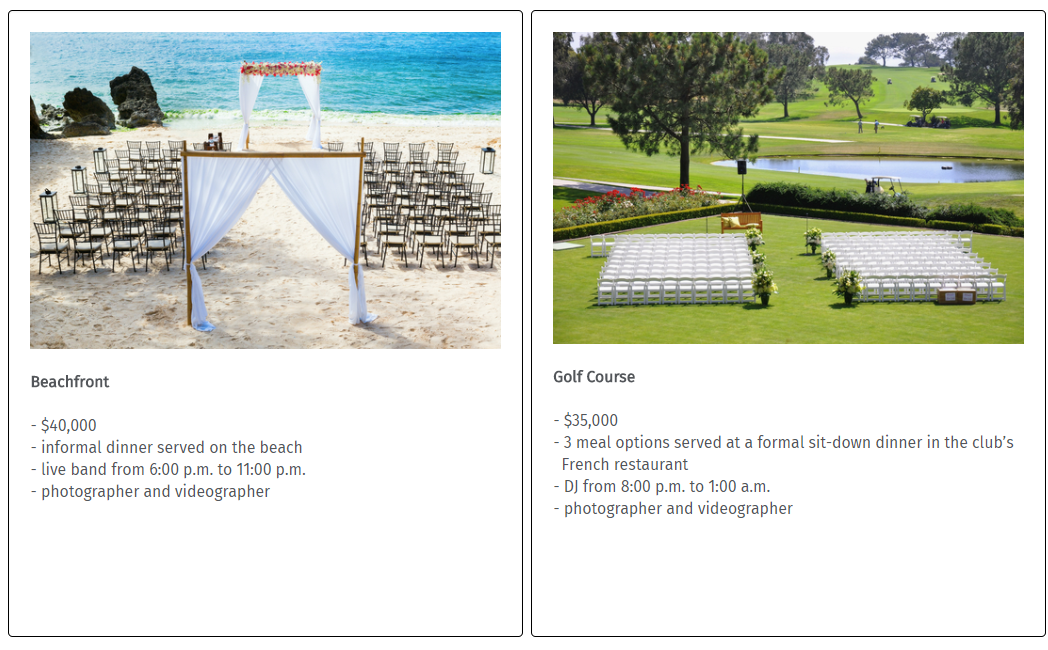 Beachfront
- $40,000
- informal dinner served on the beach
- live band from 6:00 p.m. to 11:00 p.m.
- photographer and videographer
Golf Course
- $35,000
- 3 meal options served at a formal sit-down dinner in the club’s
French restaurant
- DJ from 8:00 p.m. to 1:00 a.m.
- photographer and videographer